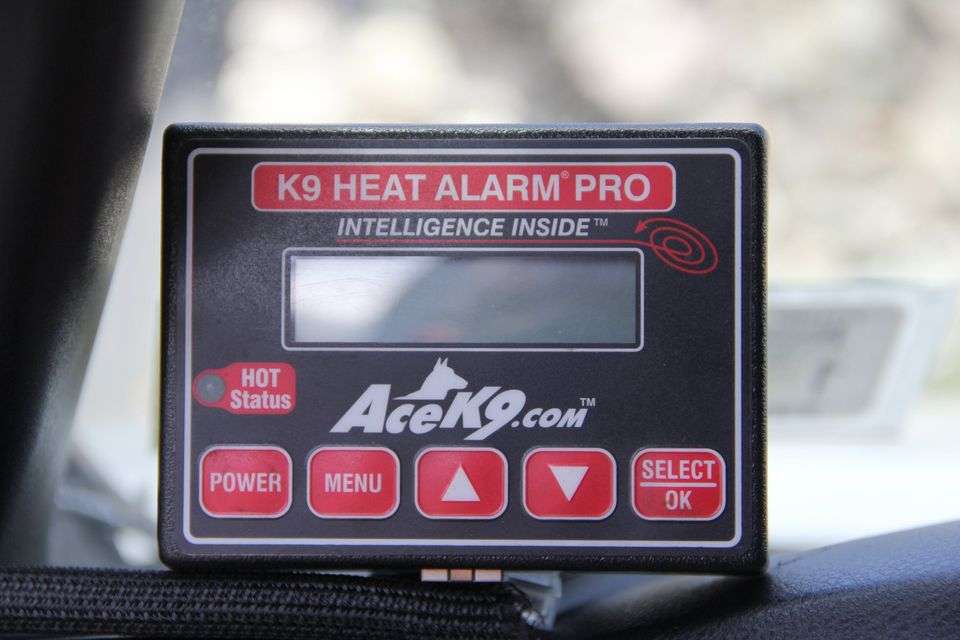 K9 HEAT ALARM® PRO
INTELLIGENCE INSIDE™
HOT
Status
AceK9.com™
POWER
MENU
SELECT
OK